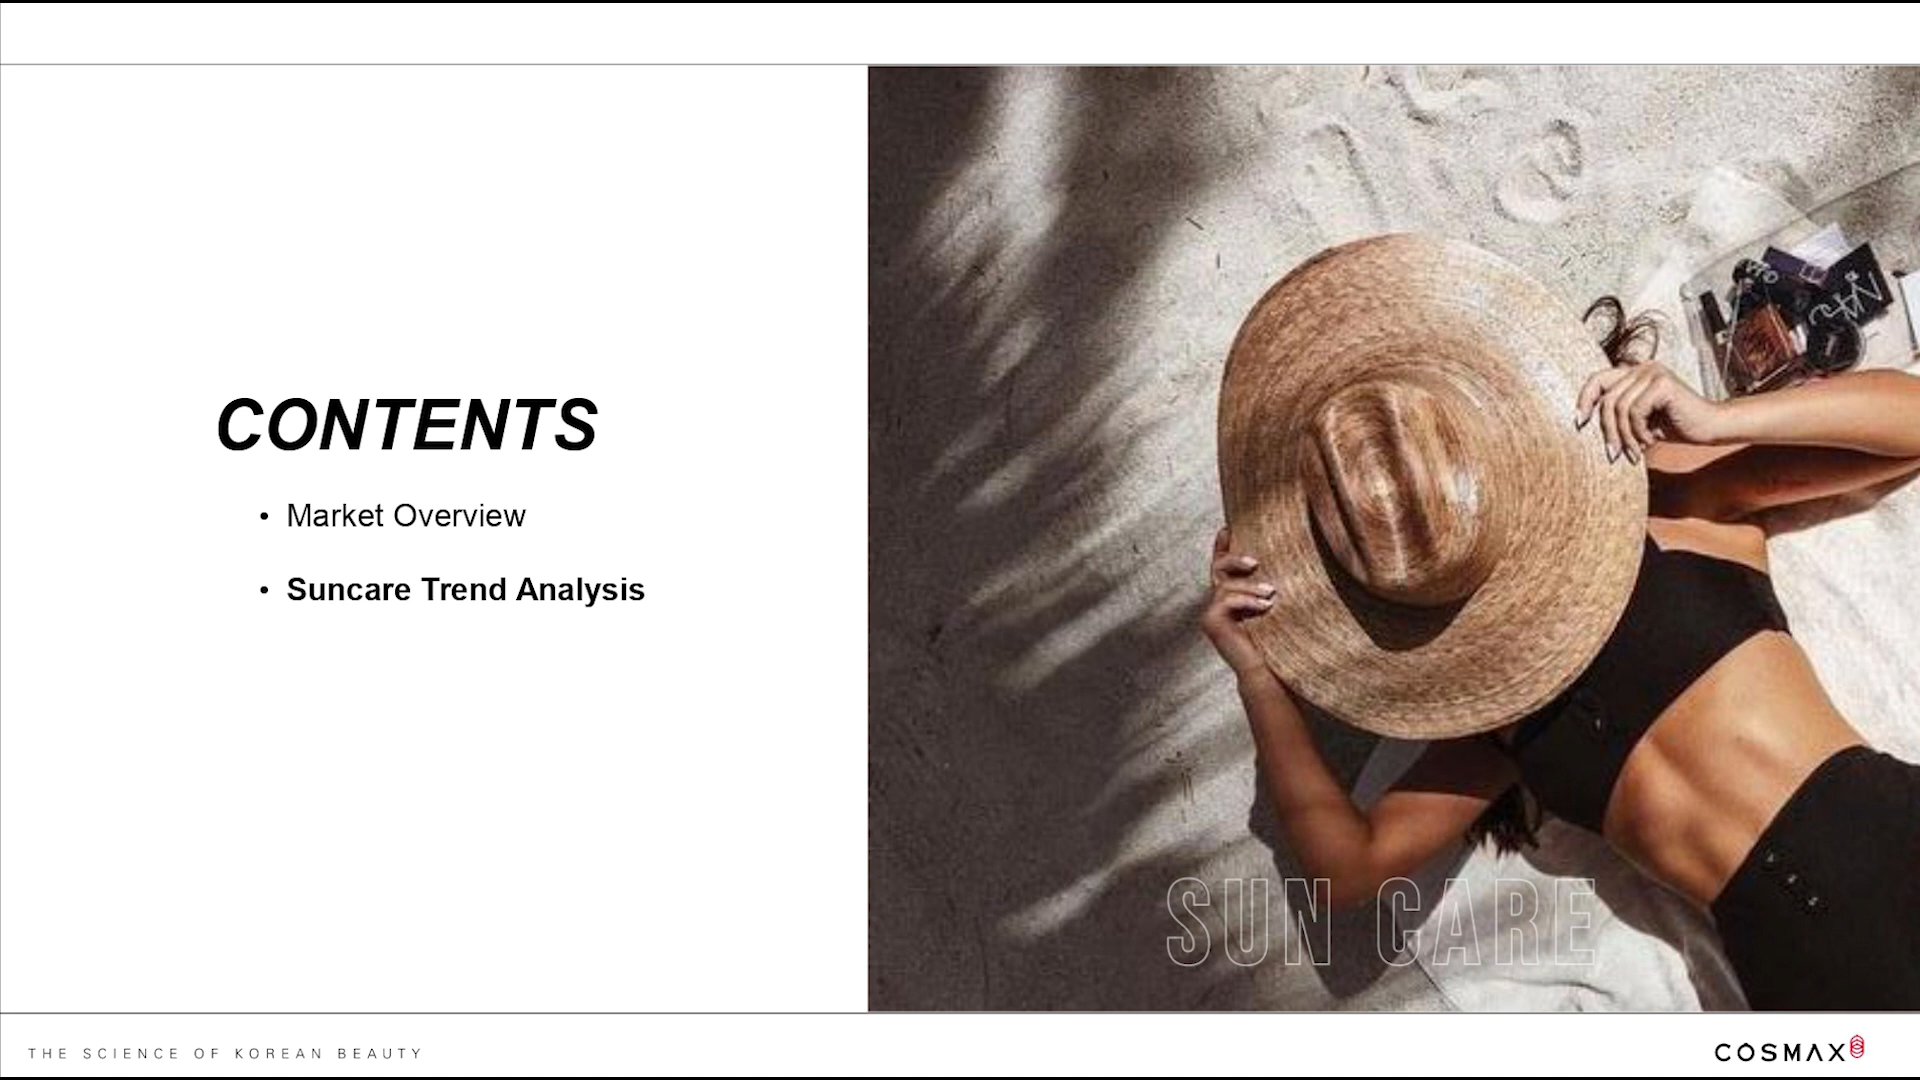 CONTENTS
• Market Overview
• Suncare Trend Analysis
SUN CARE
THE SCIENCE OF KOREAN BEAUTY
COSMAX